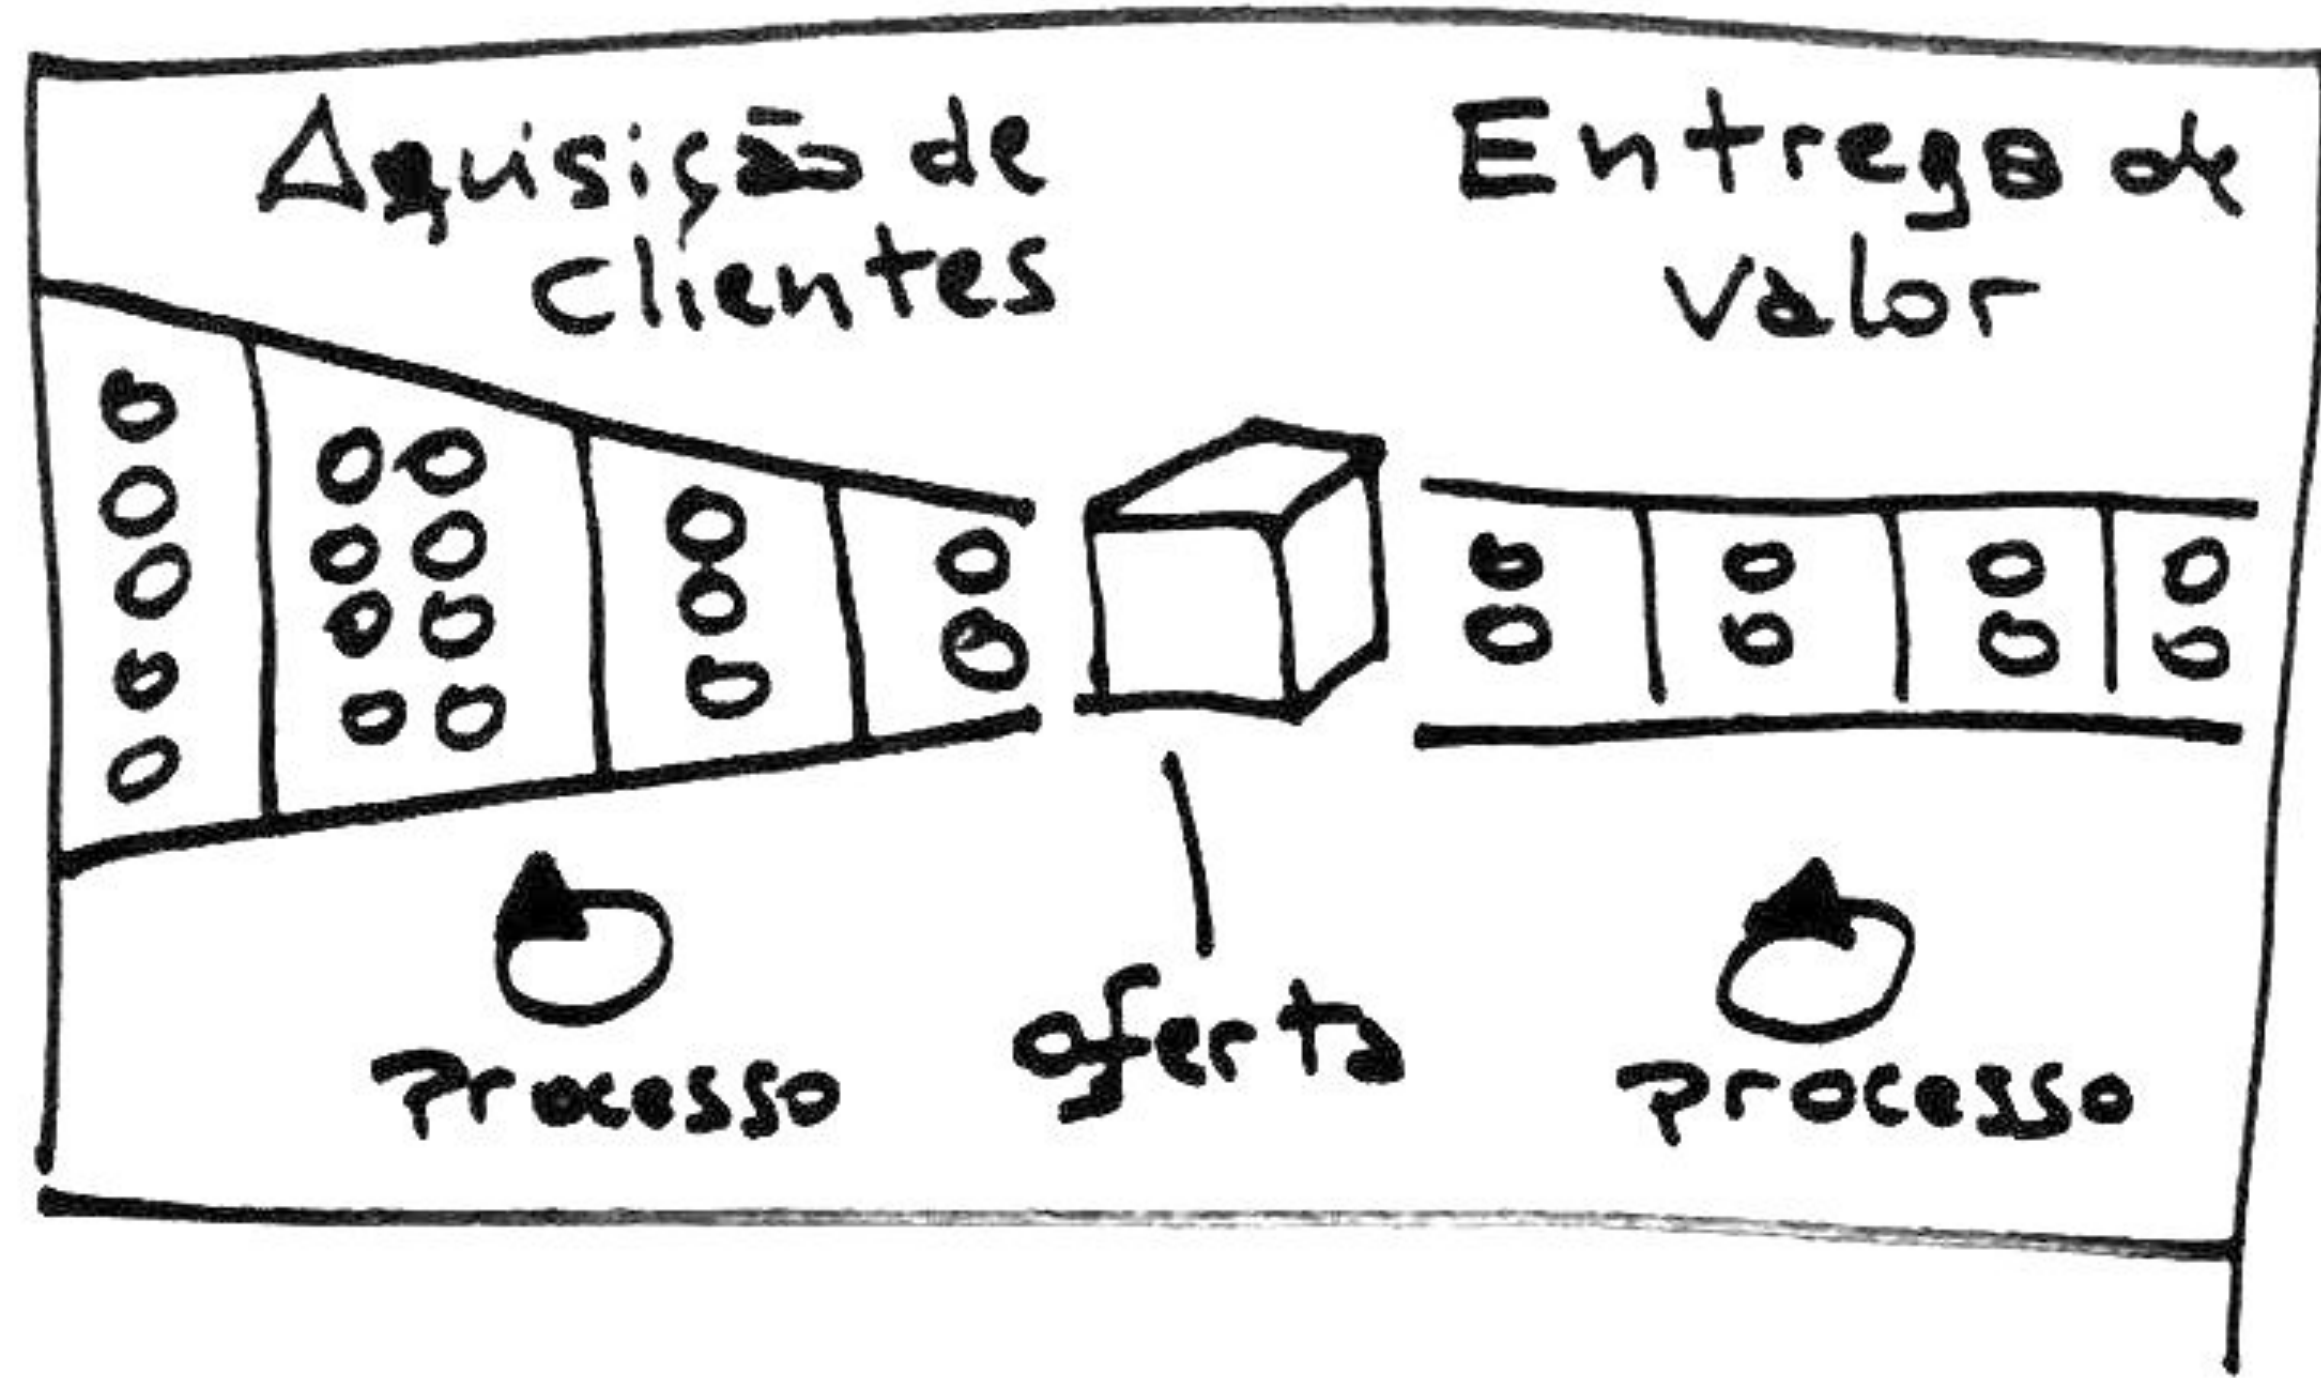 Aquisição de
Clientes
Entrega de
Valor
Processo
oferta
Processo